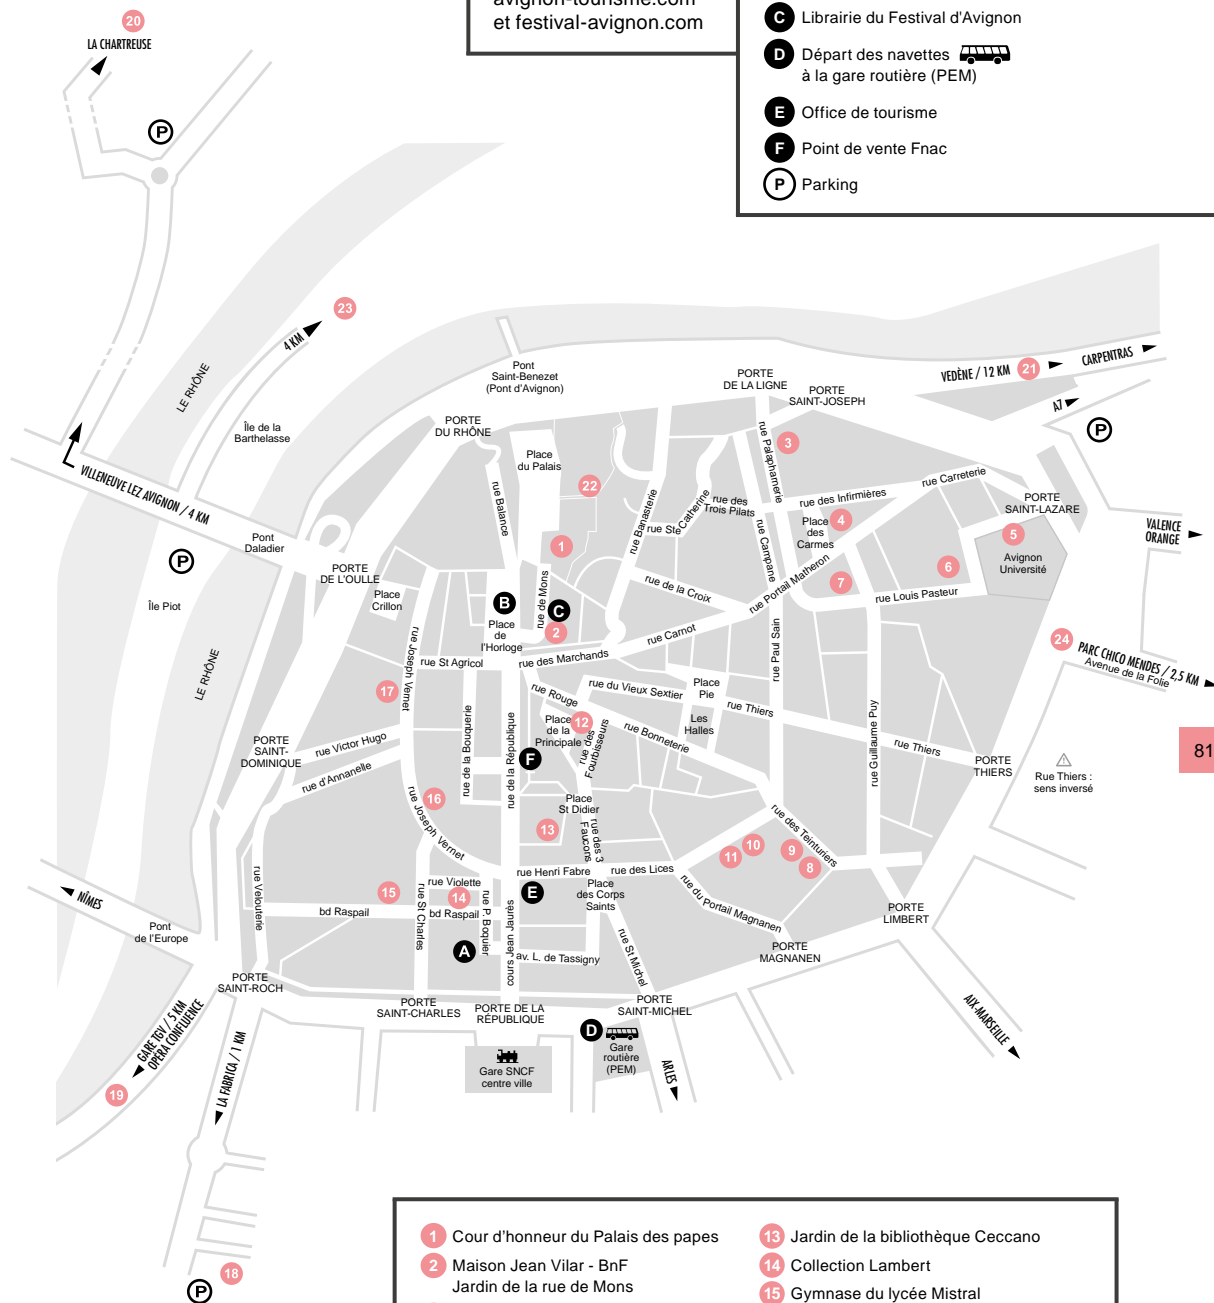 avignon-tourisme.com
et festival-avignon.com
C Librairie du Festival d'Avignon
D Départ des navettes
à la gare routière (PEM)
E Office de tourisme
F Point de vente Fnac
P Parking
20
LA CHARTREUSE
P
23
4 KM
LE RHÔNE
Île de la
Barthelasse
VILLENEUVE LEZ AVIGNON / 4 KM
P
Île Piot
Pont
Daladier
LE RHÔNE
Pont
Saint-Benezet
(Pont d'Avignon)
PORTE
DU RHÔNE
PORTE
DE LA LIGNE
PORTE
SAINT-JOSEPH
VEDÈNE / 12 KM
21
CARPENTRAS
A7
P
Place
du Palais
22
rue Balance
rue Banasterie
rue Ste Catherine
rue des
Trois Pilats
rue Palapharnerie
3
rue des Infirmières
rue Carreterie
PORTE
SAINT-LAZARE
VALENCE
ORANGE
4
Place
des
Carmes
5
Avignon
Université
1
6
7
PORTE
DE L'OULLE
Place
Crillon
B
C
rue de Mons
2
Place
de
l'Horloge
rue de la Croix
rue Campane
rue Portail Matheron
rue Louis Pasteur
rue Carnot
rue des Marchands
rue St Agricol
rue Joseph Vernet
17
24
PARC CHICO MENDES / 2,5 KM
Avenue de la Folie
rue Paul Sain
rue Rouge
rue du Vieux Sextier
Place
Pie
Les
Halles
rue Thiers
12
Place
de la
Principale
rue des
Fourbisseurs
rue Bonneterie
rue de la Bouquerie
rue de la République
rue Guillaume Puy
rue Thiers
PORTE
THIERS
Rue Thiers :
sens inversé
81
PORTE
SAINT-
DOMINIQUE
rue Victor Hugo
rue d'Annanelle
F
16
rue Joseph Vernet
Place
St Didier
13
rue des 3
Faucons
rue des Teinturiers
11
10
9
8
rue Henri Fabre
rue des Lices
rue Velouterie
15
rue Violette
14
E
Place
des Corps
Saints
rue du Portail Magnanen
PORTE
LIMBERT
bd Raspail
rue St Charles
bd Raspail
rue P. Boquier
cours Jean Jaurès
A
av. L. de Tassigny
rue St Michel
PORTE
MAGNANEN
NÎMES
Pont
de l'Europe
PORTE
SAINT-ROCH
PORTE
SAINT-CHARLES
PORTE DE LA
RÉPUBLIQUE
PORTE
SAINT-MICHEL
AIX-MARSEILLE
GARE TGV / 5 KM
OPÉRA CONFLUENCE
19
LA FABRICA / 1 KM
Gare SNCF
centre ville
D
Gare
routière
(PEM)
ARLES
18
P
1 Cour d'honneur du Palais des papes
2 Maison Jean Vilar - BnF
Jardin de la rue de Mons
13 Jardin de la bibliothèque Ceccano
14 Collection Lambert
15 Gymnase du lycée Mistral